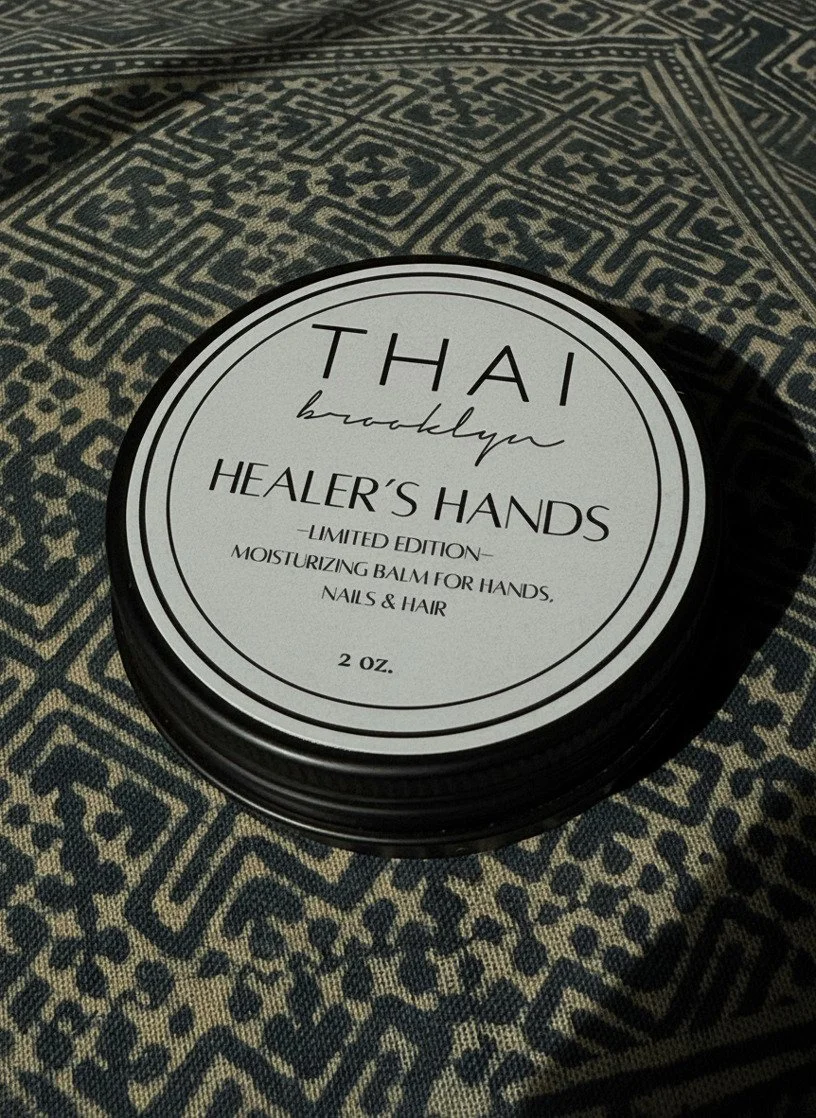 THAI
brooklyn
HEALER'S HANDS
–LIMITED EDITION–
MOISTURIZING BALM FOR HANDS,
NAILS & HAIR
2 OZ.